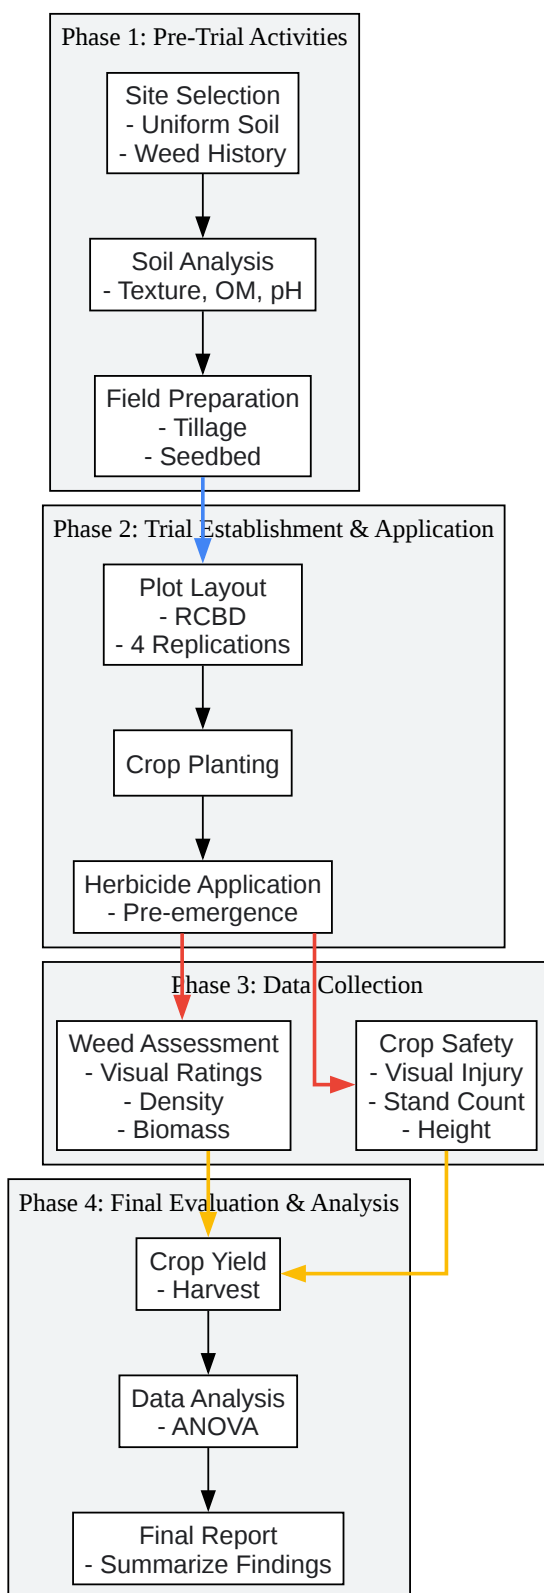 Phase 1: Pre-Trial Activities
Site Selection
- Uniform Soil
- Weed History
Soil Analysis
- Texture, OM, pH
Field Preparation
- Tillage
- Seedbed
Phase 2: Trial Establishment & Application
Plot Layout
- RCBD
- 4 Replications
Crop Planting
Herbicide Application
- Pre-emergence
Phase 3: Data Collection
Weed Assessment
- Visual Ratings
- Density
- Biomass
Crop Safety
- Visual Injury
- Stand Count
- Height
Phase 4: Final Evaluation & Analysis
Crop Yield
- Harvest
Data Analysis
- ANOVA
Final Report
- Summarize Findings